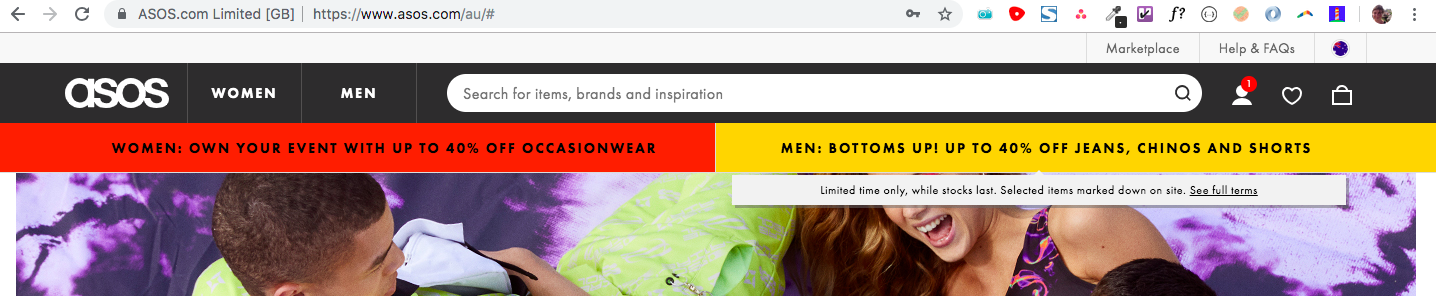 ASOS.com Limited [GB] | https://www.asos.com/au/#
f?
Marketplace
Help & FAQs
asos
WOMEN
MEN
Search for items, brands and inspiration
1
WOMEN: OWN YOUR EVENT WITH UP TO 40% OFF OCCASIONWEAR
MEN: BOTTOMS UP! UP TO 40% OFF JEANS, CHINOS AND SHORTS
Limited time only, while stocks last. Selected items marked down on site. See full terms